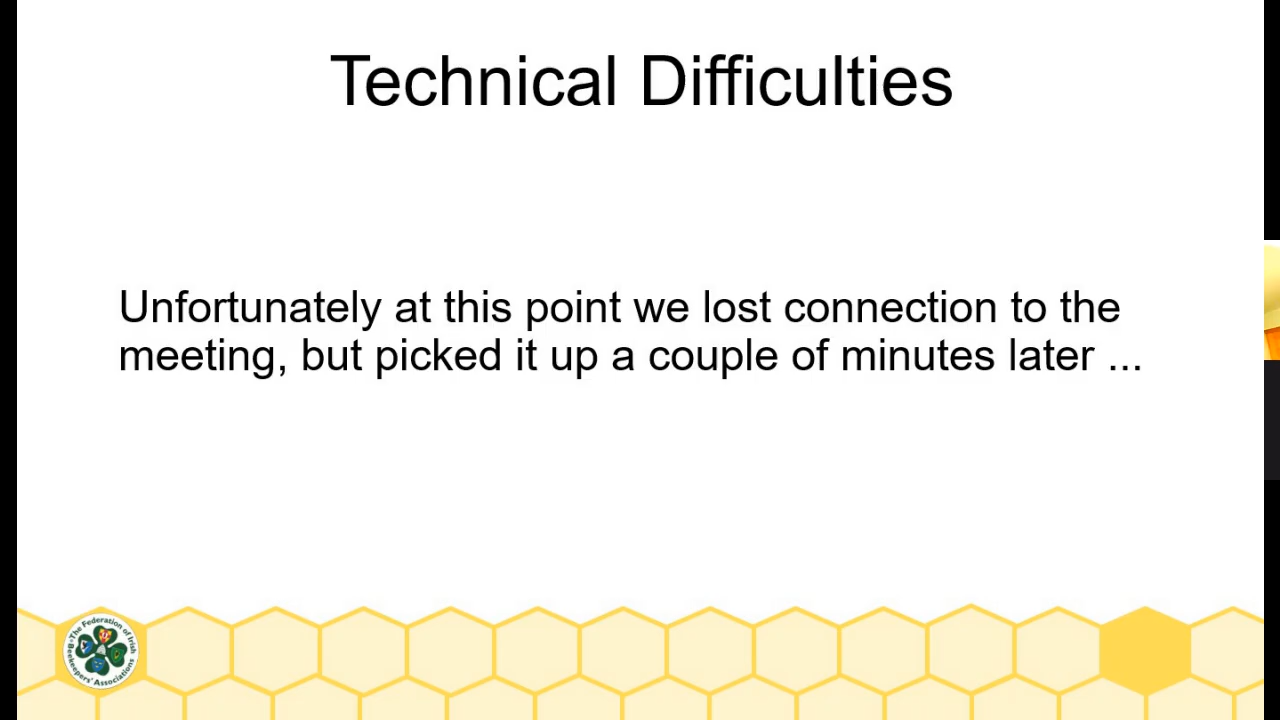 Technical Difficulties
Unfortunately at this point we lost connection to the
meeting, but picked it up a couple of minutes later ...
The Federation of Irish
Beekeepers' Associations